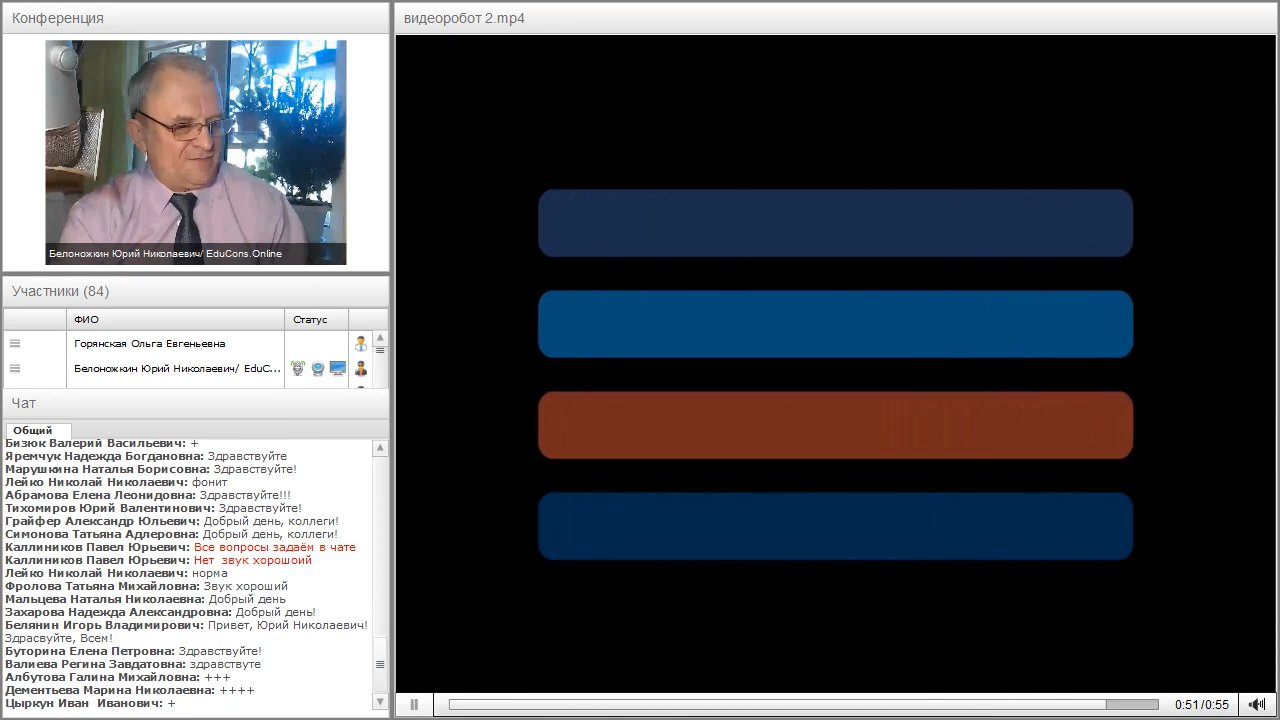 Конференция
Белоножкин Юрий Николаевич/ EduCons.Online
Участники (84)
ФИО
Статус
Горянская Ольга Евгеньевна
Белоножкин Юрий Николаевич/ EduC...
Чат
Общий
Бизюк Валерий Васильевич: +
Яремчук Надежда Богдановна: Здравствуйте
Марушкина Наталья Борисовна: Здравствуйте!
Лейко Николай Николаевич: фонит
Абрамова Елена Леонидовна: Здравствуйте!!!
Тихомиров Юрий Валентинович: Здравствуйте!
Грайфер Александр Юльевич: Добрый день, коллеги!
Симонова Татьяна Адлеровна: Добрый день, коллеги!
Каллиников Павел Юрьевич: Все вопросы задаём в чате
Каллиников Павел Юрьевич: Нет звук хорошоий
Лейко Николай Николаевич: норма
Фролова Татьяна Михайловна: Звук хороший
Мальцева Наталья Николаевна: Добрый день
Захарова Надежда Александровна: Добрый день!
Белянин Игорь Владимирович: Привет, Юрий Николаевич!
Здрасвуйте, Всем!
Буторина Елена Петровна: Здравствуйте!
Валиева Регина Завдатовна: здравствуте
Албутова Галина Михайловна: +++
Дементьева Марина Николаевна: ++++
Цыркун Иван Иванович: +
видеоробот 2.mp4
0:51/0:55